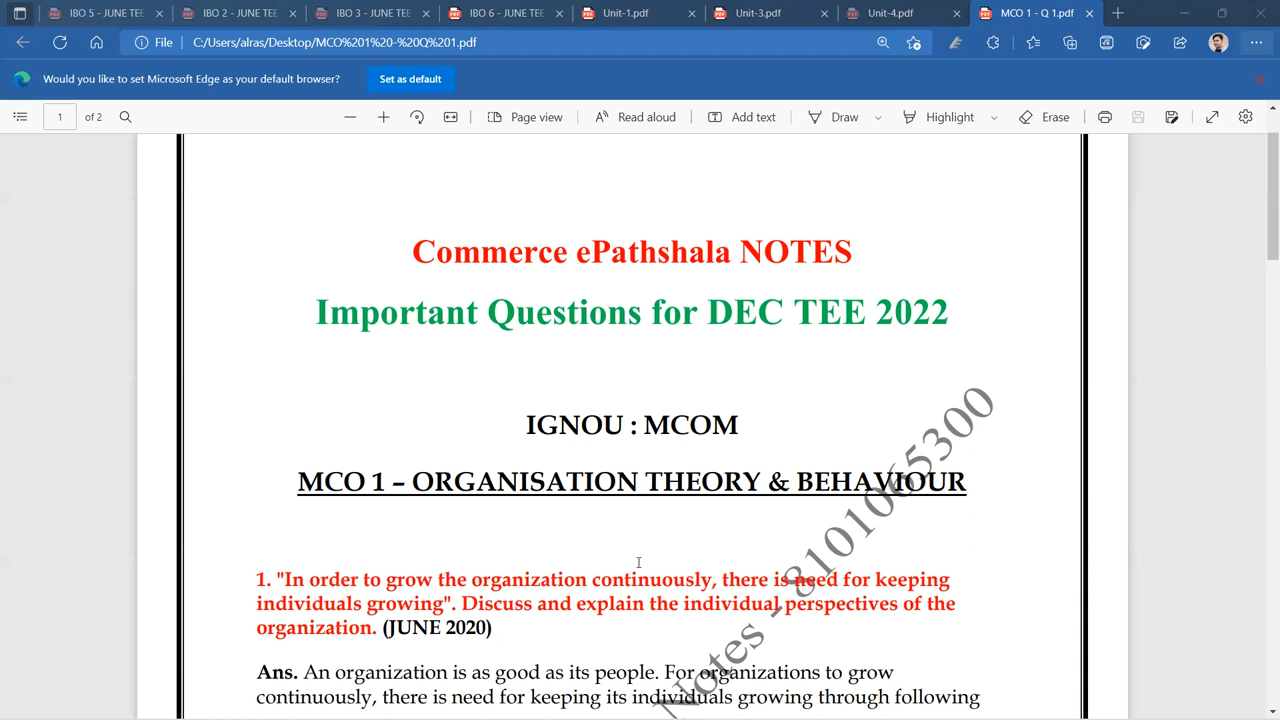 IBO 5 - JUNE TEE
IBO 2 - JUNE TEE
IBO 3 - JUNE TEE
IBO 6 - JUNE TEE
Unit-1.pdf
Unit-3.pdf
Unit-4.pdf
MCO 1 - Q 1.pdf
File
C:/Users/alras/Desktop/MCO%201%20-%20Q%201.pdf
Would you like to set Microsoft Edge as your default browser?
Set as default
1 of 2
Page view
Read aloud
Add text
Draw
Highlight
Erase
Commerce ePathshala NOTES
Important Questions for DEC TEE 2022
IGNOU : MCOM
MCO 1 – ORGANISATION THEORY & BEHAVIOUR
1. "In order to grow the organization continuously, there is need for keeping
individuals growing". Discuss and explain the individual perspectives of the
organization. (JUNE 2020)
Ans. An organization is as good as its people. For organizations to grow
continuously, there is need for keeping its individuals growing through following
Notes - 8101065300